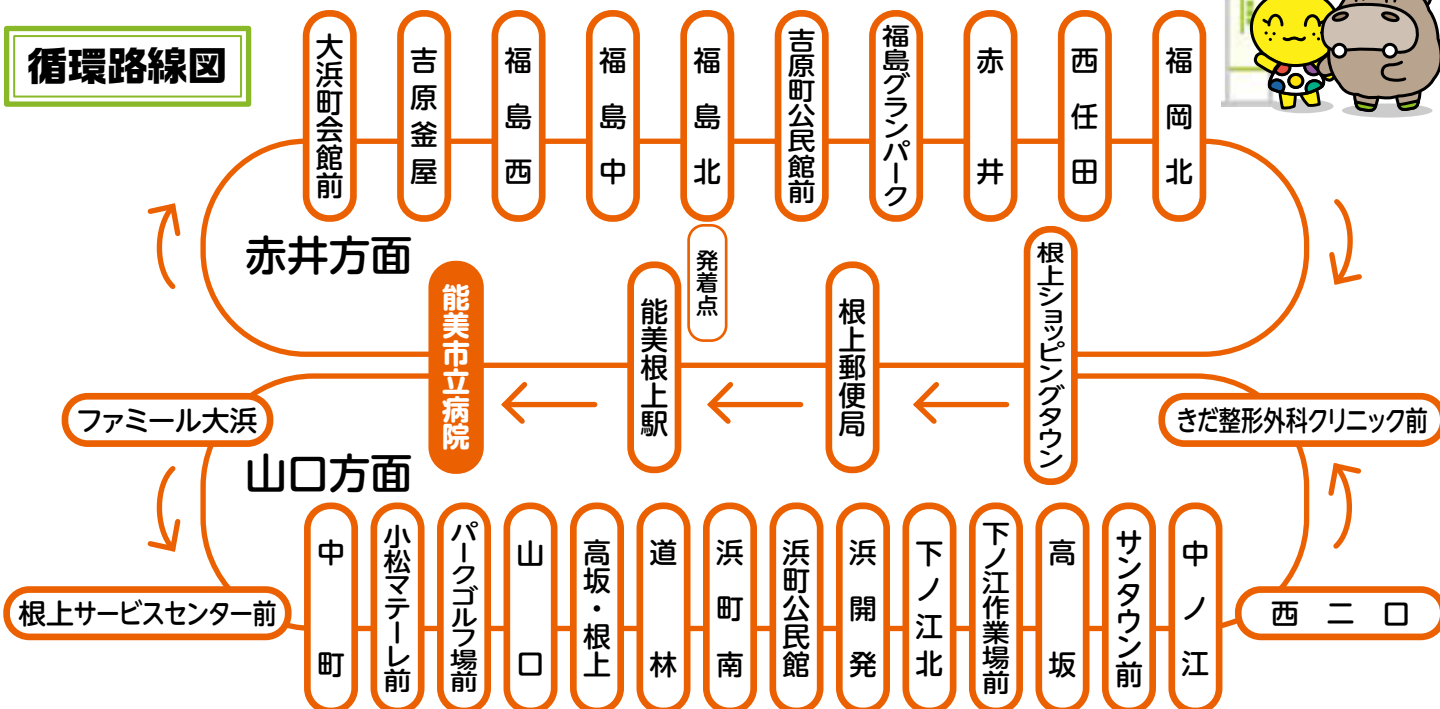 循環路線図
大浜町会館前
吉原釜屋
福島西
福島中
福島北
吉原町公民館前
福島グランパーク
赤井
西任田
福岡北
赤井方面
発着点
能美市立病院
能美根上駅
根上郵便局
根上ショッピングタウン
ファミール大浜
きだ整形外科クリニック前
山口方面
根上サービスセンター前
中町
小松マテーレ前
パークゴルフ場前
山口
高坂・根上
道林
浜町南
浜町公民館
浜開発
下ノ江北
下ノ江作業場前
高坂
サンタウン前
中ノ江
西二口